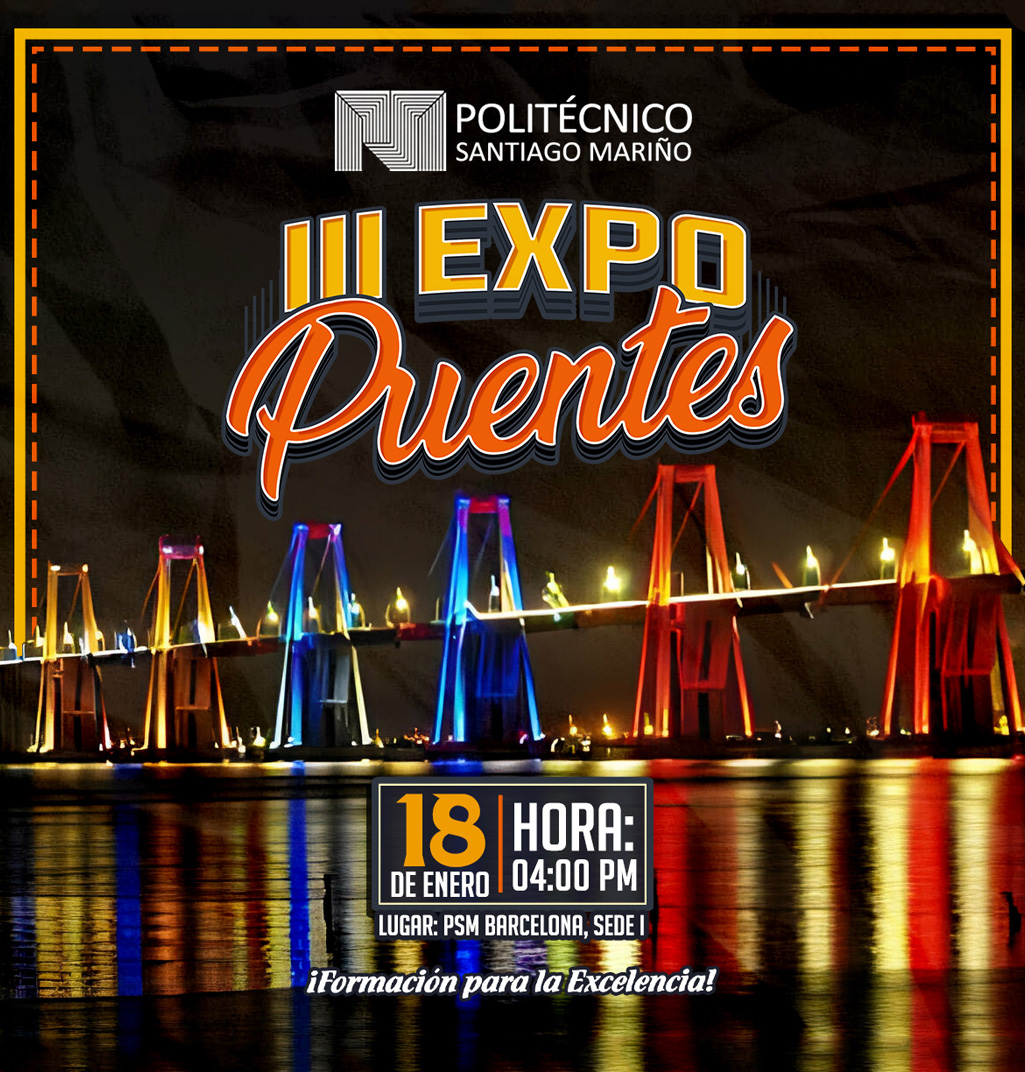 POLITÉCNICO
SANTIAGO MARIÑO
III EXPO
Puentes
18
DE ENERO
HORA:
04:00 PM
LUGAR: PSM BARCELONA, SEDE I
¡Formación para la Excelencia!